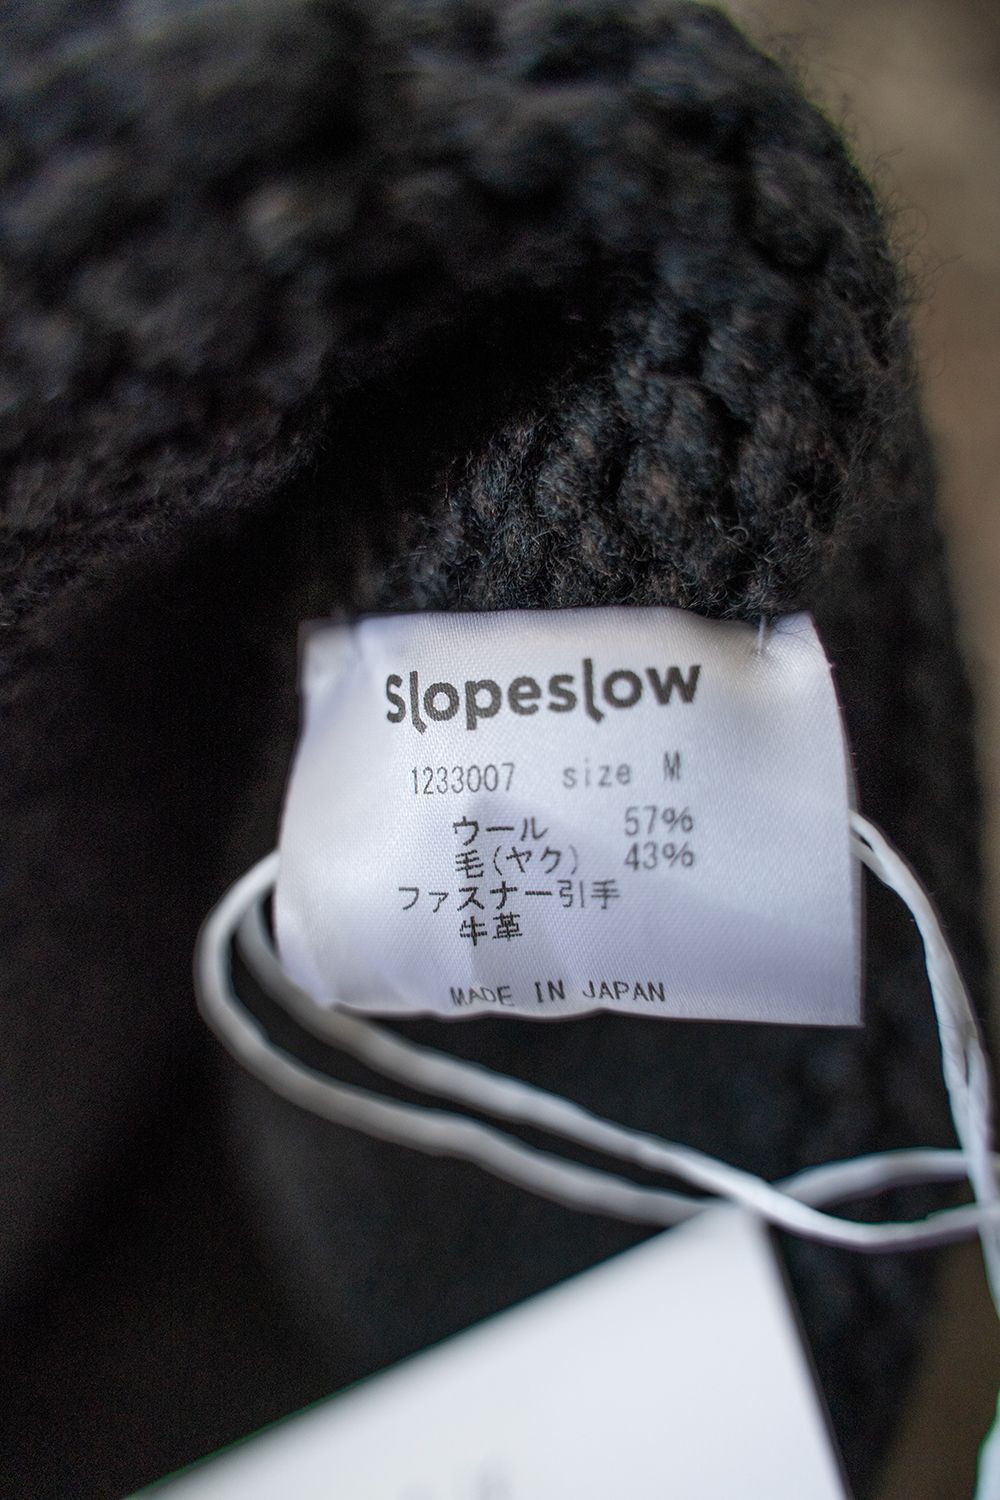 Slopeslow
1233007 size M
ウール 57%
毛(ヤク) 43%
ファスナー引手
牛革
MADE IN JAPAN